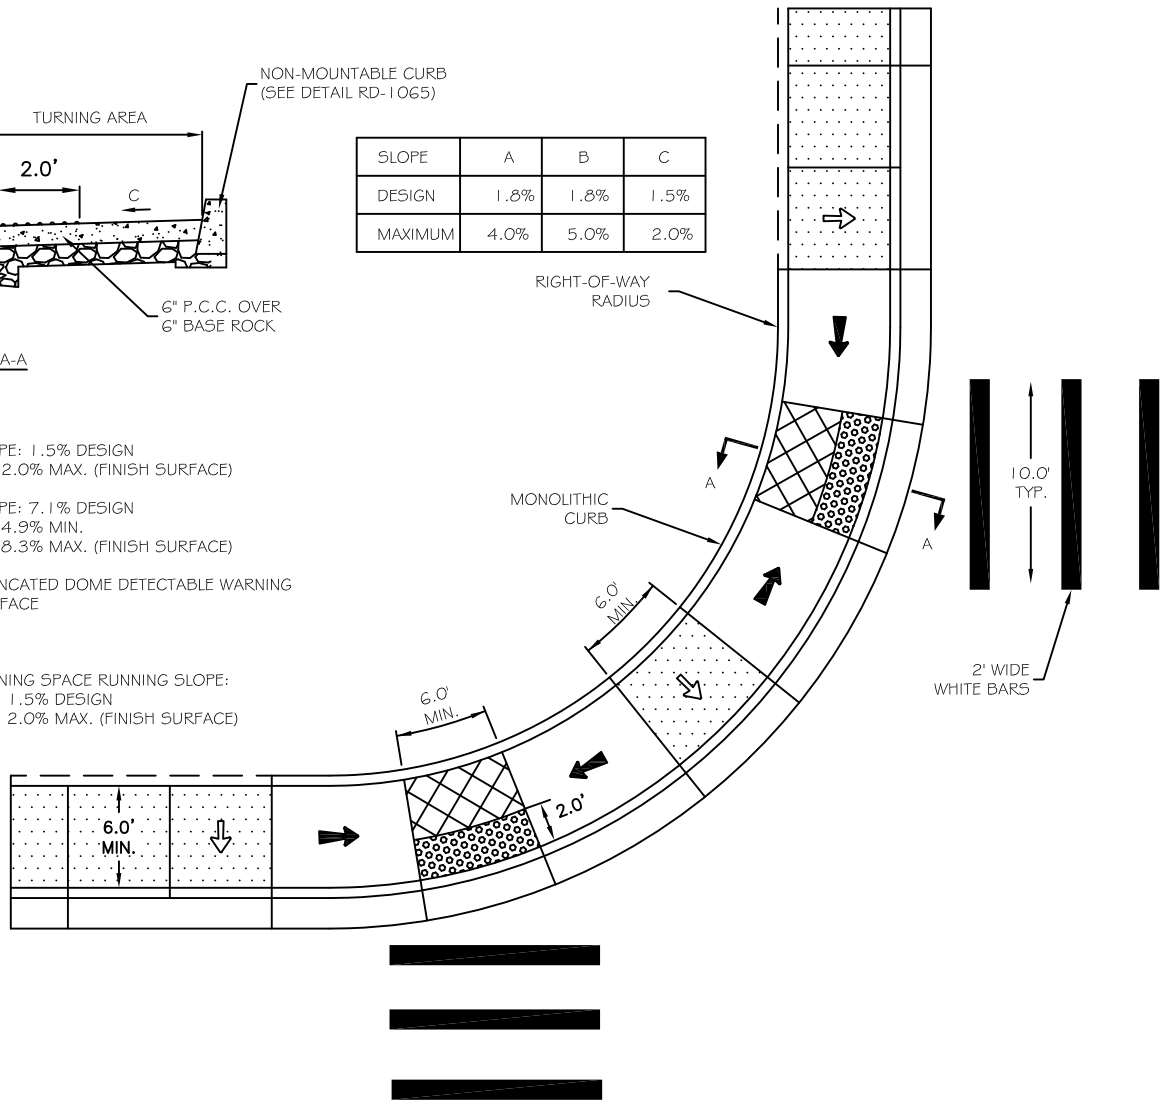 NON-MOUNTABLE CURB
(SEE DETAIL RD-1065)
TURNING AREA
2.0'
C
6" P.C.C. OVER
6" BASE ROCK
A-A
SLOPE A B C
DESIGN 1.8% 1.8% 1.5%
MAXIMUM 4.0% 5.0% 2.0%
RIGHT-OF-WAY
RADIUS
PE: 1.5% DESIGN
2.0% MAX. (FINISH SURFACE)
PE: 7.1% DESIGN
4.9% MIN.
8.3% MAX. (FINISH SURFACE)
NCATED DOME DETECTABLE WARNING
FACE
NING SPACE RUNNING SLOPE:
1.5% DESIGN
2.0% MAX. (FINISH SURFACE)
A
MONOLITHIC
CURB
A
10.0'
TYP.
6.0'
MIN.
2' WIDE
WHITE BARS
6.0'
MIN.
2.0'
6.0'
MIN.